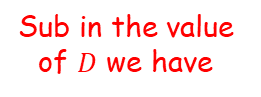 Sub in the value
of D we have